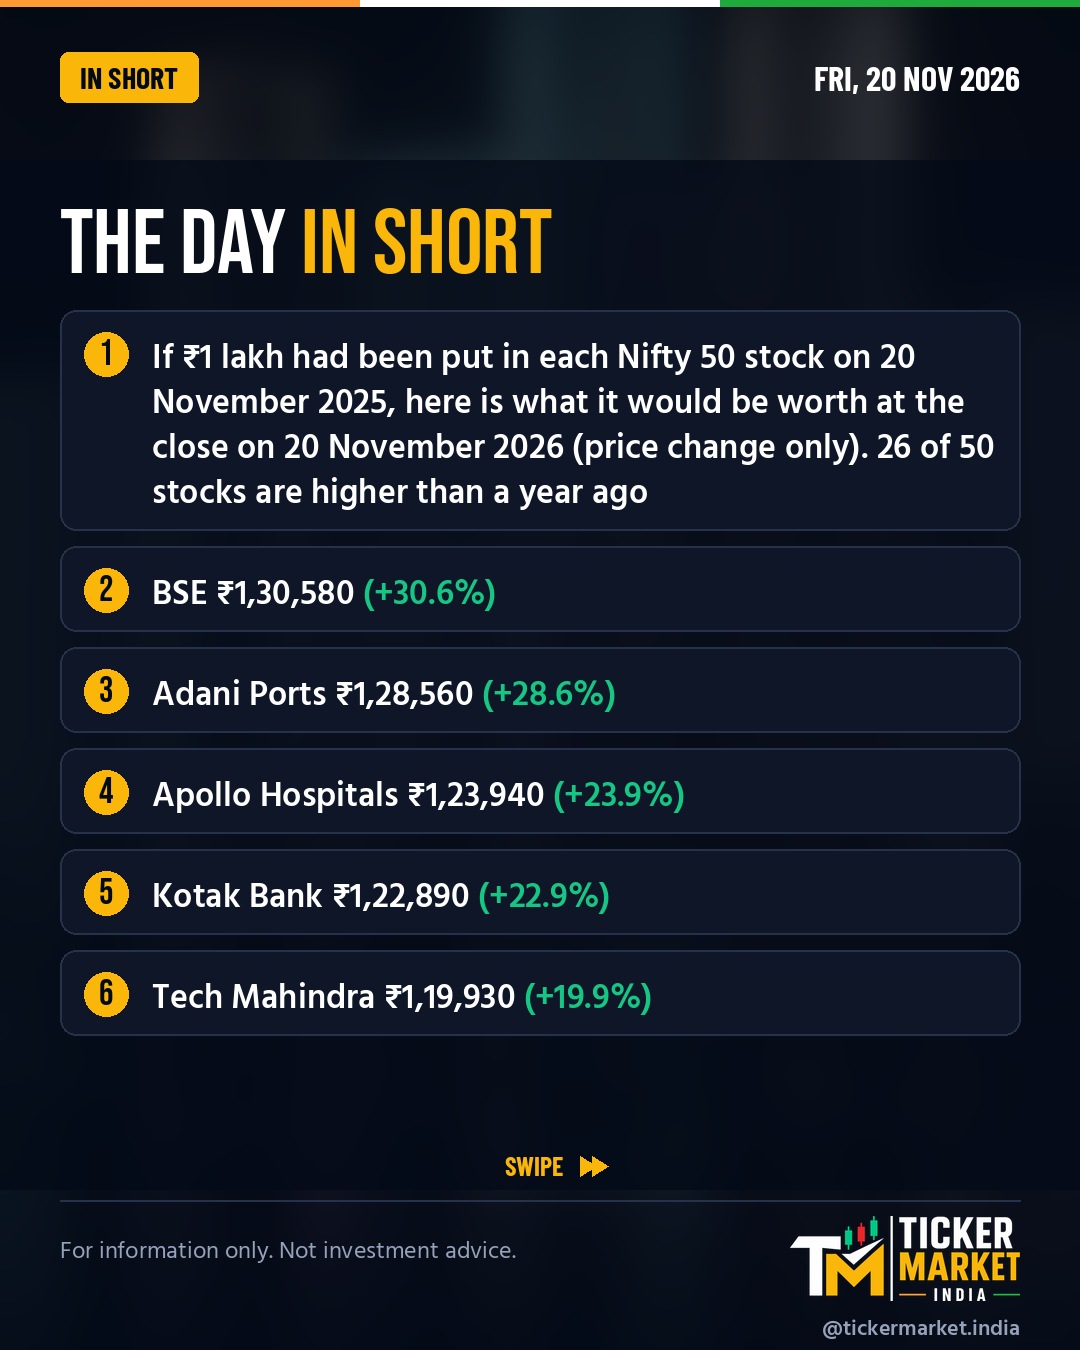 IN SHORT
FRI, 20 NOV 2026
THE DAY IN SHORT
1
If ₹1 lakh had been put in each Nifty 50 stock on 20
November 2025, here is what it would be worth at the
close on 20 November 2026 (price change only). 26 of 50
stocks are higher than a year ago
2
BSE ₹1,30,580 (+30.6%)
3
Adani Ports ₹1,28,560 (+28.6%)
4
Apollo Hospitals ₹1,23,940 (+23.9%)
5
Kotak Bank ₹1,22,890 (+22.9%)
6
Tech Mahindra ₹1,19,930 (+19.9%)
SWIPE
For information only. Not investment advice.
TM
TICKER
MARKET
INDIA
@tickermarket.india